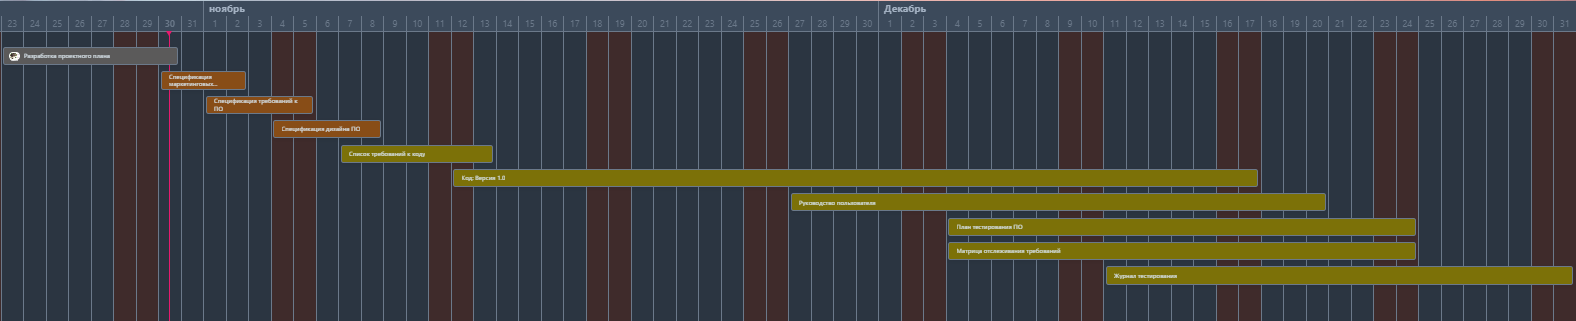 ноябрь Декабрь
23 24 25 26 27 28 29 30 31 1 2 3 4 5 6 7 8 9 10 11 12 13 14 15 16 17 18 19 20 21 22 23 24 25 26 27 28 29 30 1 2 3 4 5 6 7 8 9 10 11 12 13 14 15 16 17 18 19 20 21 22 23 24 25 26 27 28 29 30 31
Разработка проектного плана
Спецификация
маркетинговых...
Спецификация требований к
ПО
Спецификация дизайна ПО
Список требований к коду
Код: Версия 1.0
Руководство пользователя
План тестирования ПО
Матрица отслеживания требований
Журнал тестирования